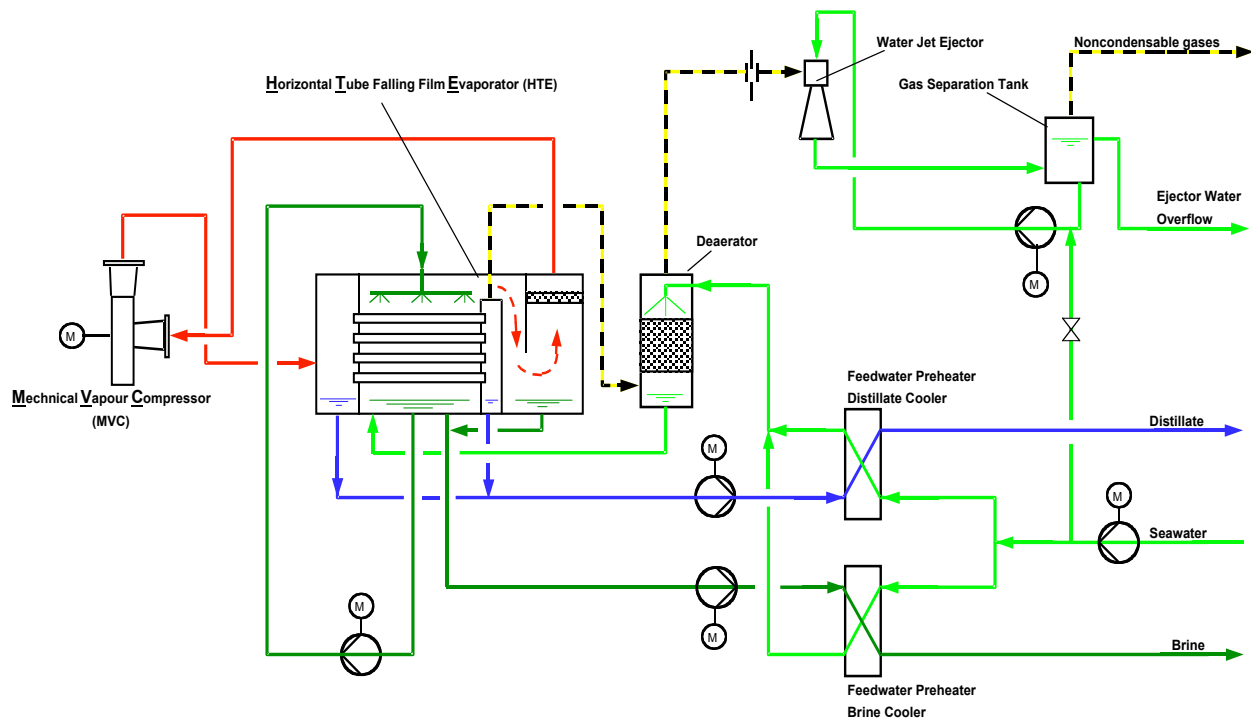 Water Jet Ejector
Noncondensable gases
Gas Separation Tank
Horizontal Tube Falling Film Evaporator (HTE)
Ejector Water
Overflow
M
Deaerator
M
Mechnical Vapour Compressor
(MVC)
Feedwater Preheater
Distillate Cooler
Distillate
M
M
Seawater
M
M
Brine
Feedwater Preheater
Brine Cooler